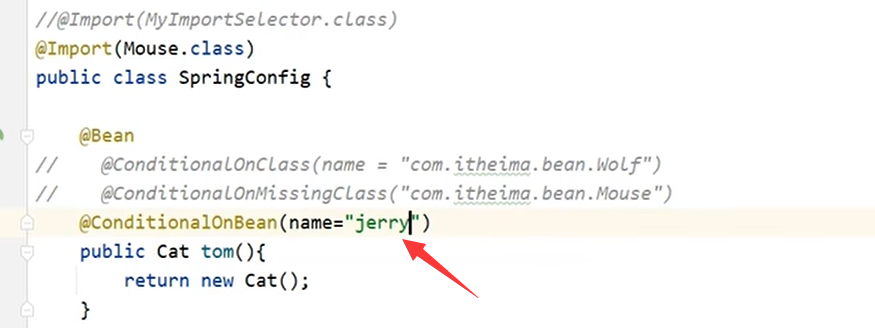 //@Import(MyImportSelector.class)
@Import(Mouse.class)
public class SpringConfig {
@Bean
// @ConditionalOnClass(name = "com.itheima.bean.Wolf")
// @ConditionalOnMissingClass("com.itheima.bean.Mouse")
@ConditionalOnBean(name="jerry")
public Cat tom(){
return new Cat();
}